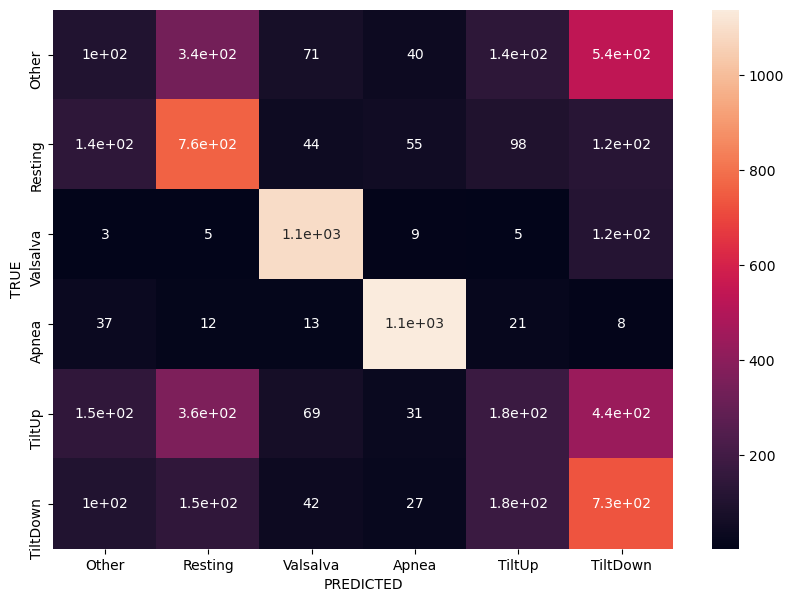 Other 1e+02 3.4e+02 71 40 1.4e+02 5.4e+02
Resting 1.4e+02 7.6e+02 44 55 98 1.2e+02
Valsalva 3 5 1.1e+03 9 5 1.2e+02
Apnea 37 12 13 1.1e+03 21 8
TiltUp 1.5e+02 3.6e+02 69 31 1.8e+02 4.4e+02
TiltDown 1e+02 1.5e+02 42 27 1.8e+02 7.3e+02
TRUE
Other Resting Valsalva Apnea TiltUp TiltDown
PREDICTED
1000
800
600
400
200